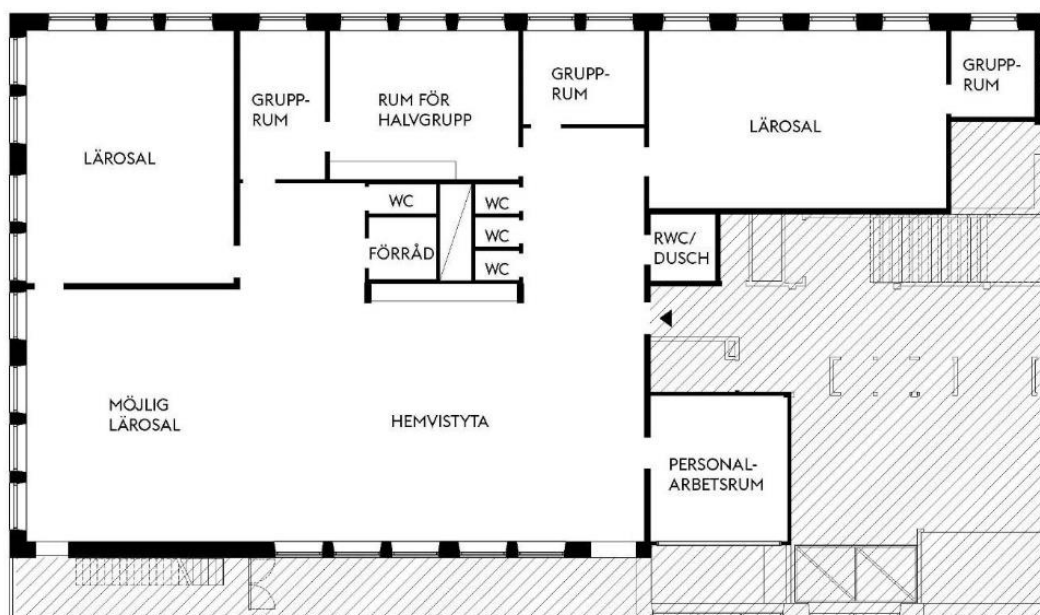 LÄROSAL
GRUPP-
RUM
RUM FÖR
HALVGRUPP
GRUPP-
RUM
LÄROSAL
GRUPP-
RUM
WC
FÖRRÅD
WC
WC
WC
RWC/
DUSCH
MÖJLIG
LÄROSAL
HEMVISTYTA
PERSONAL-
ARBETSRUM